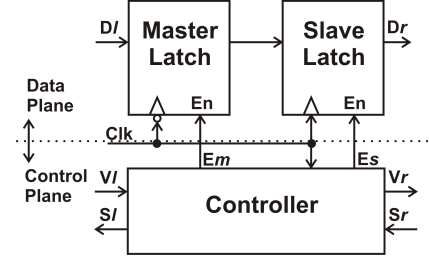 Dl
Master
Latch
Slave
Latch
Dr
En
En
Data
Plane
Clk
Em
Es
Control
Plane
Vl
Sl
Controller
Vr
Sr